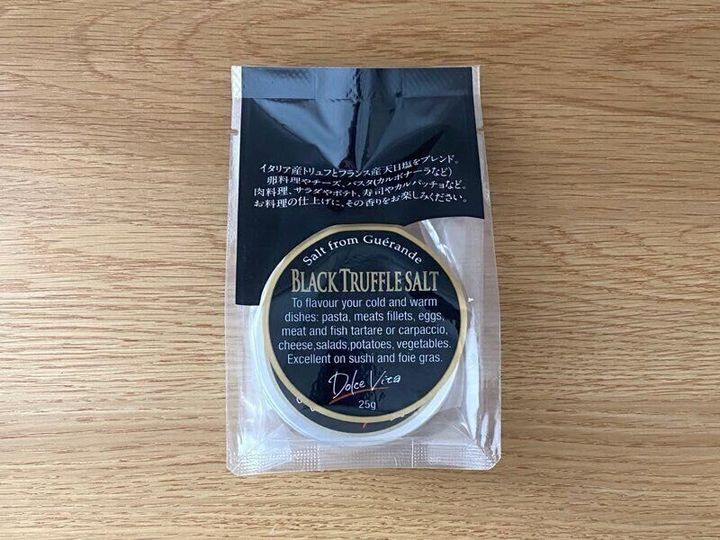 イタリア産トリュフとフランス産天日塩をブレンド。
卵料理やチーズ、パスタ(カルボナーラなど)
肉料理、サラダやポテト、寿司やカルパッチョなど。
お料理の仕上げに、その香りをお楽しみください。
Salt from Guérande
BLACK TRUFFLE SALT
To flavour your cold and warm
dishes: pasta, meats fillets, eggs,
meat and fish tartare or carpaccio,
cheese,salads,potatoes, vegetables.
Excellent on sushi and foie gras.
Dolce Vita
25g